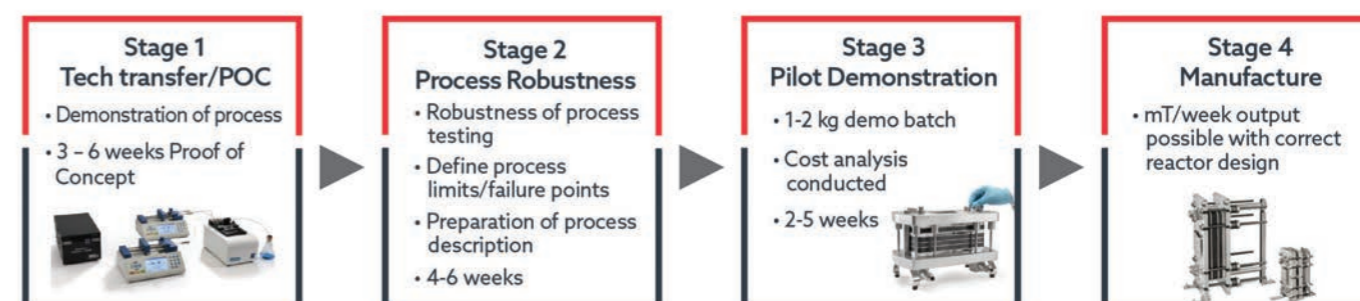 Stage 1
Tech transfer/POC
• Demonstration of process
• 3 – 6 weeks Proof of
Concept
Stage 2
Process Robustness
• Robustness of process
testing
• Define process
limits/failure points
• Preparation of process
description
• 4-6 weeks
Stage 3
Pilot Demonstration
• 1-2 kg demo batch
• Cost analysis
conducted
• 2-5 weeks
Stage 4
Manufacture
• mT/week output
possible with correct
reactor design